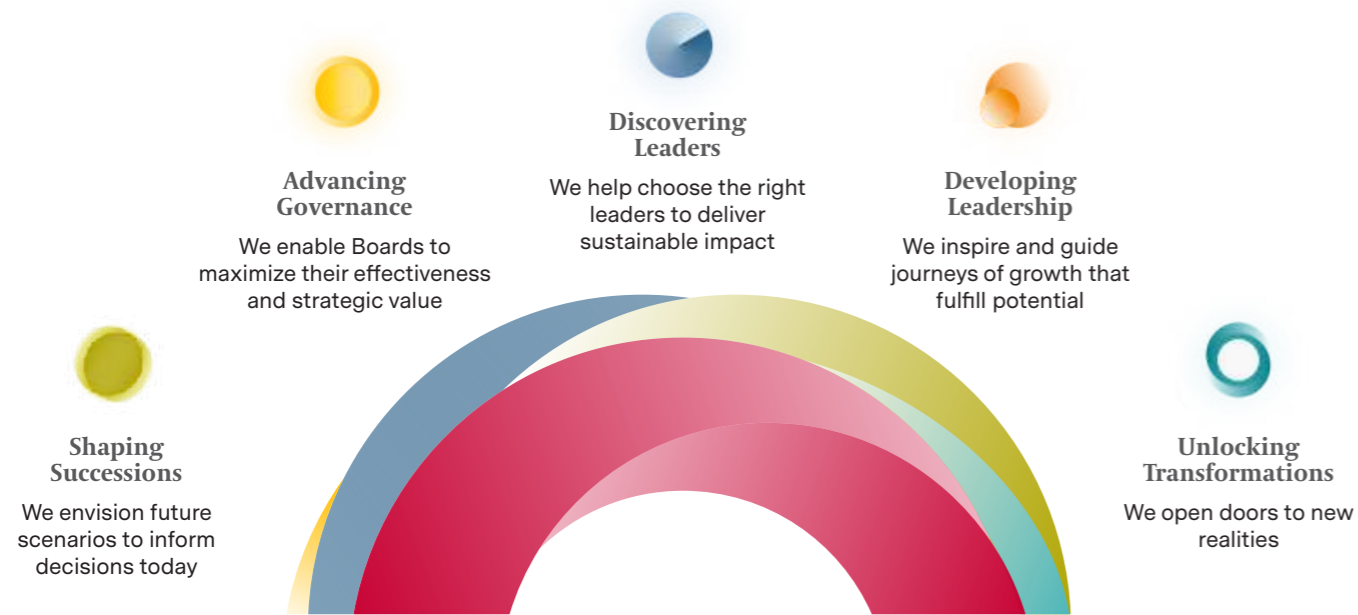 Shaping
Successions
We envision future
scenarios to inform
decisions today
Advancing
Governance
We enable Boards to
maximize their effectiveness
and strategic value
Discovering
Leaders
We help choose the right
leaders to deliver
sustainable impact
Developing
Leadership
We inspire and guide
journeys of growth that
fulfill potential
Unlocking
Transformations
We open doors to new
realities